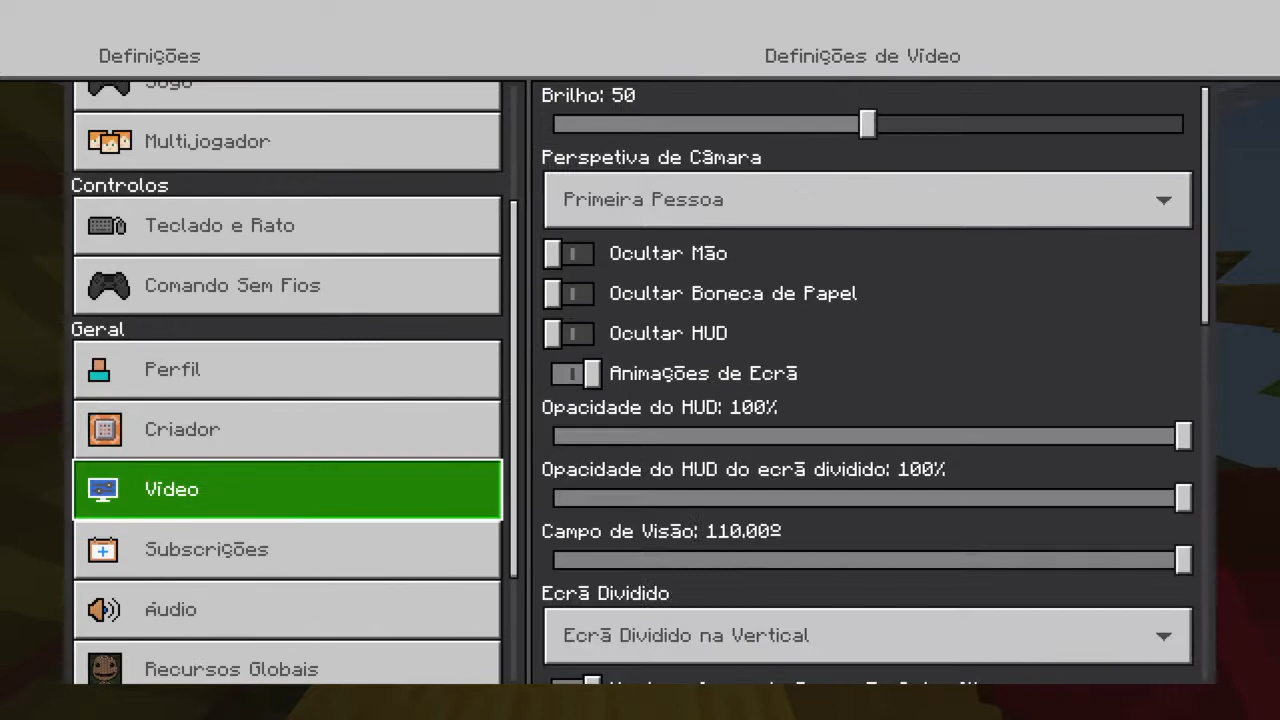 Definições
Definições de Vídeo
Jogo
Multijogador
Controlos
Teclado e Rato
Comando Sem Fios
Geral
Perfil
Criador
Vídeo
Subscrições
Áudio
Recursos Globais
Brilho: 50
Perspetiva de Câmara
Primeira Pessoa
Ocultar Mão
Ocultar Boneca de Papel
Ocultar HUD
Animações de Ecrã
Opacidade do HUD: 100%
Opacidade do HUD do ecrã dividido: 100%
Campo de Visão: 110.00º
Ecrã Dividido
Ecrã Dividido na Vertical